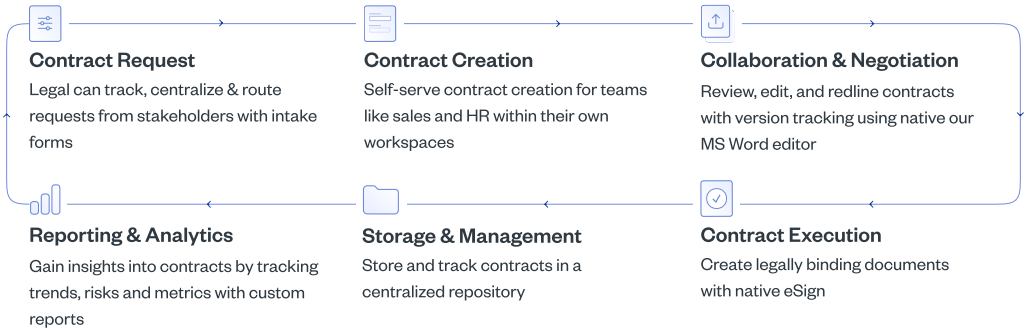 Contract Request
Legal can track, centralize & route
requests from stakeholders with intake
forms
Contract Creation
Self-serve contract creation for teams
like sales and HR within their own
workspaces
Collaboration & Negotiation
Review, edit, and redline contracts
with version tracking using native our
MS Word editor
Reporting & Analytics
Gain insights into contracts by tracking
trends, risks and metrics with custom
reports
Storage & Management
Store and track contracts in a
centralized repository
Contract Execution
Create legally binding documents
with native eSign